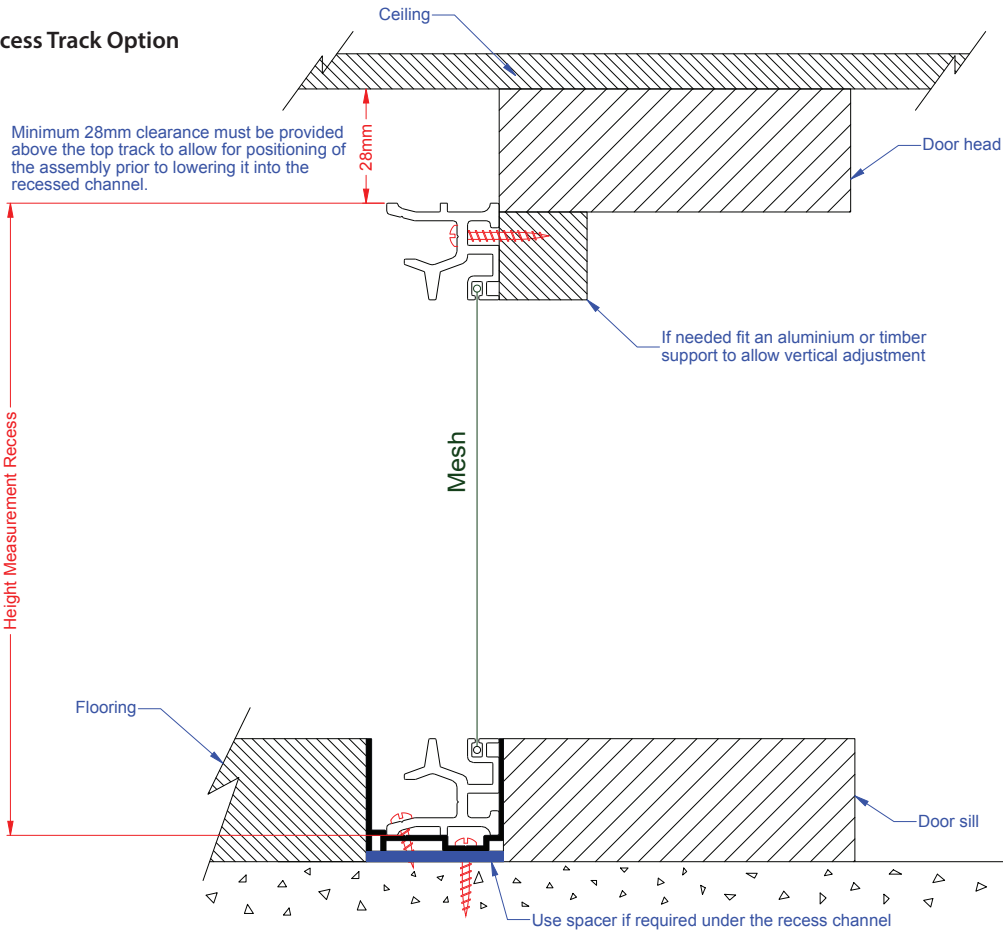 cess Track Option
Ceiling
Minimum 28mm clearance must be provided
above the top track to allow for positioning of
the assembly prior to lowering it into the
recessed channel.
28mm
Door head
If needed fit an aluminium or timber
support to allow vertical adjustment
Height Measurement Recess
Mesh
Flooring
Door sill
Use spacer if required under the recess channel